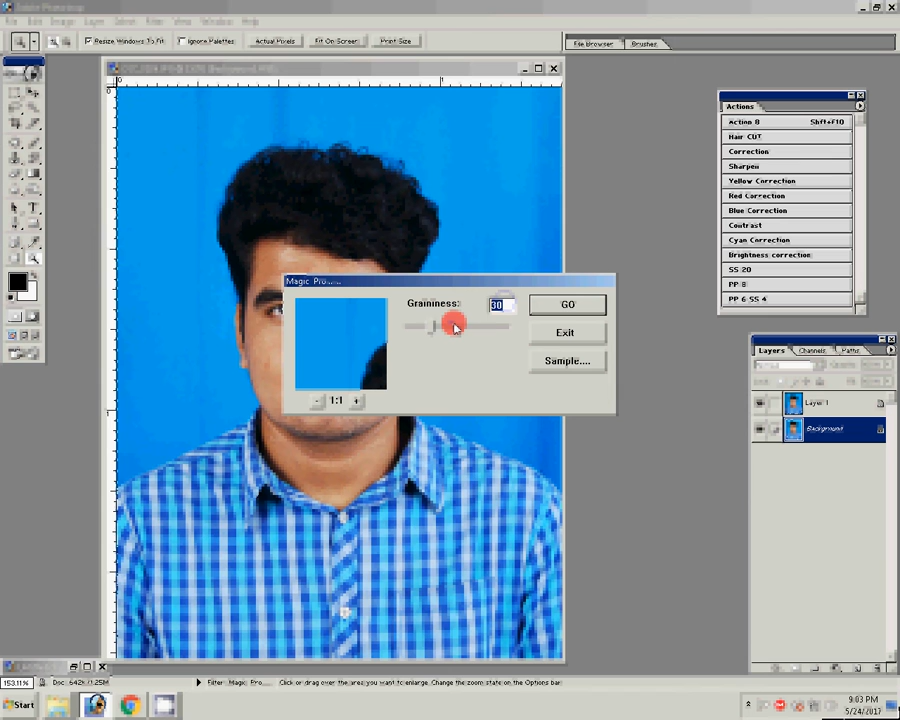 Adobe Photoshop
File Edit Image Layer Select Filter View Window Help
Resize Windows To Fit Ignore Palettes Actual Pixels Fit On Screen Print Size File Browser Brushes
Actions
Action 8 Shft+F10
Hair CUT
Correction
Sharpen
Yellow Correction
Red Correction
Blue Correction
Contrast
Cyan Correction
Brightness correction
SS 20
PP 8
PP 6 SS 4
Magic Pro.....
Graininess: 30 GO
Exit
Sample....
- 1:1 +
Layers Channels Paths
Layer 1
Background
153.11% Doc: 642K/1.25M Filter: Magic Pro... Click or drag over the area you want to enlarge. Change the zoom state on the Options bar.
Start
9:03 PM
5/24/2017